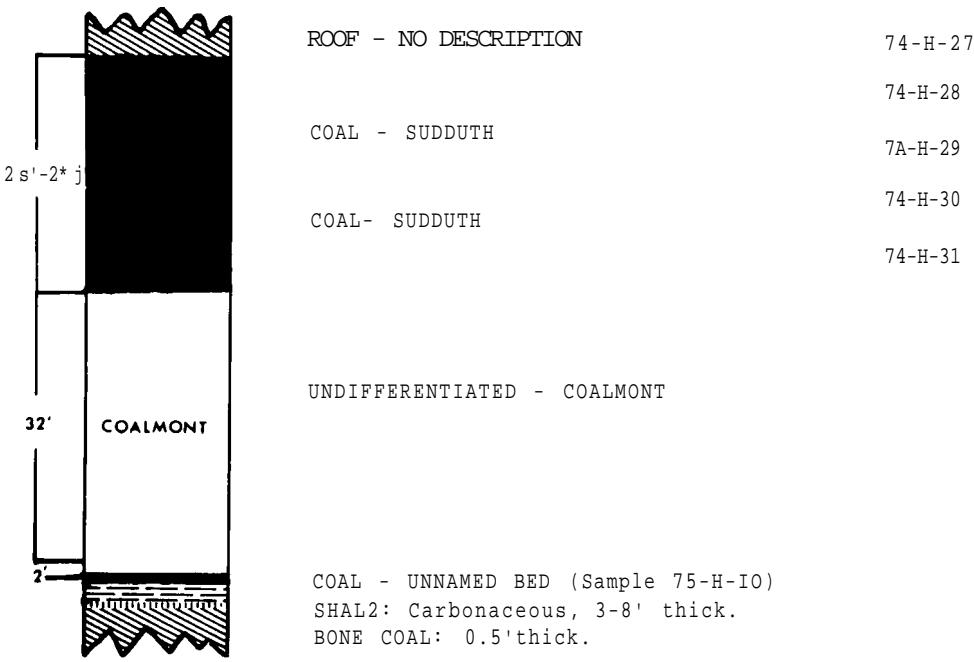 ROOF – NO DESCRIPTION
74-H-27
74-H-28
COAL - SUDDUTH
7A-H-29
2 s'-2* j
74-H-30
COAL- SUDDUTH
74-H-31
UNDIFFERENTIATED - COALMONT
32'
COALMONT
2'
COAL - UNNAMED BED (Sample 75-H-IO)
SHAL2: Carbonaceous, 3-8' thick.
BONE COAL: 0.5'thick.